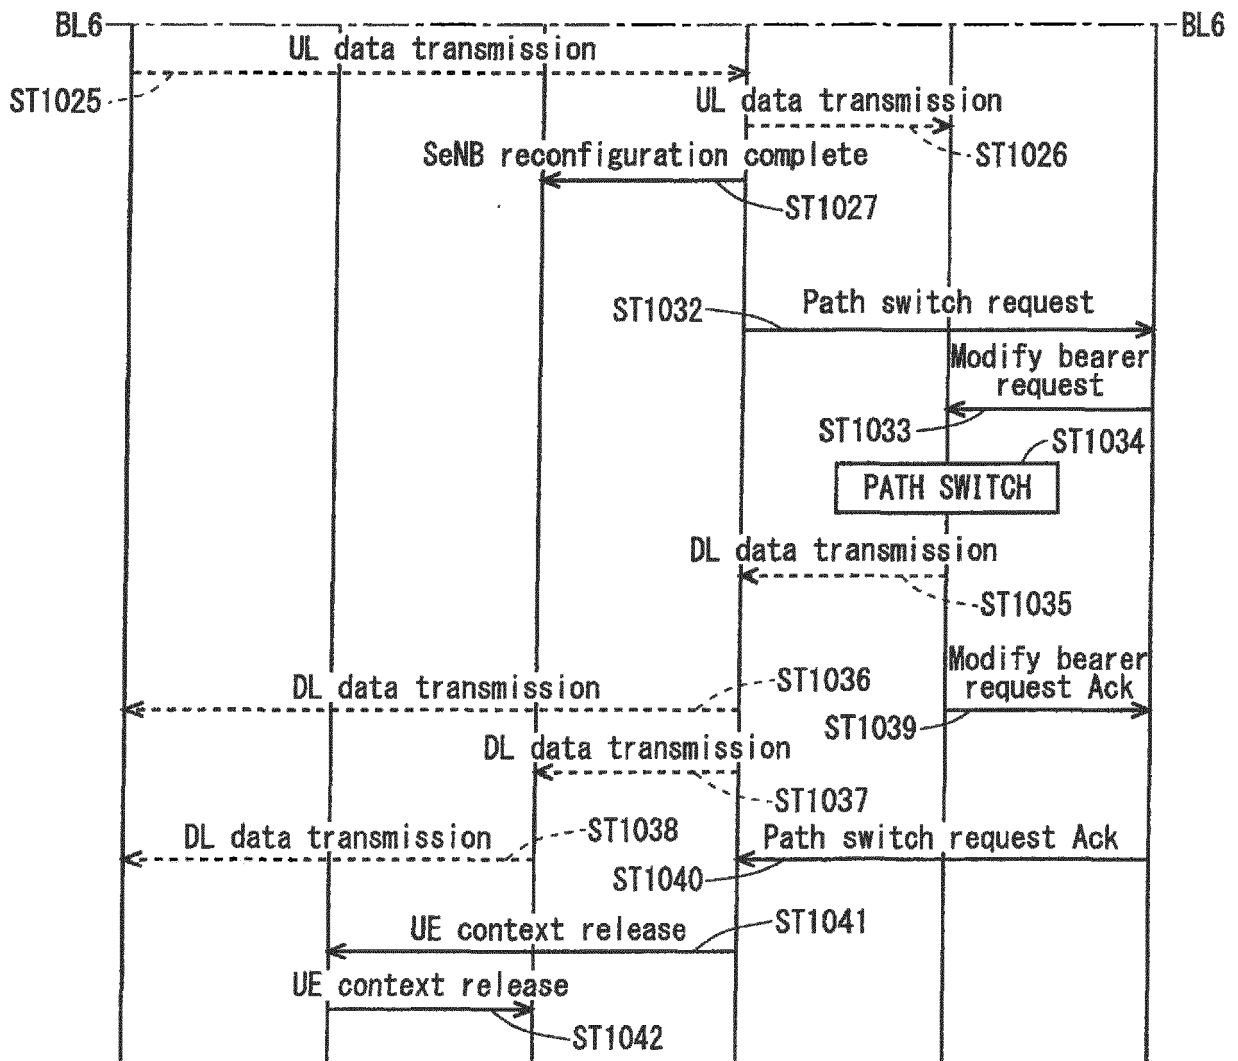 BL6
BL6
UL data transmission
ST1025
UL data transmission
ST1026
SeNB reconfiguration complete
ST1027
ST1032
Path switch request
Modify bearer
request
ST1033
ST1034
PATH SWITCH
DL data transmission
ST1035
Modify bearer
request Ack
DL data transmission
ST1036
ST1039
DL data transmission
ST1037
DL data transmission
ST1038
Path switch request Ack
ST1040
UE context release
ST1041
UE context release
ST1042